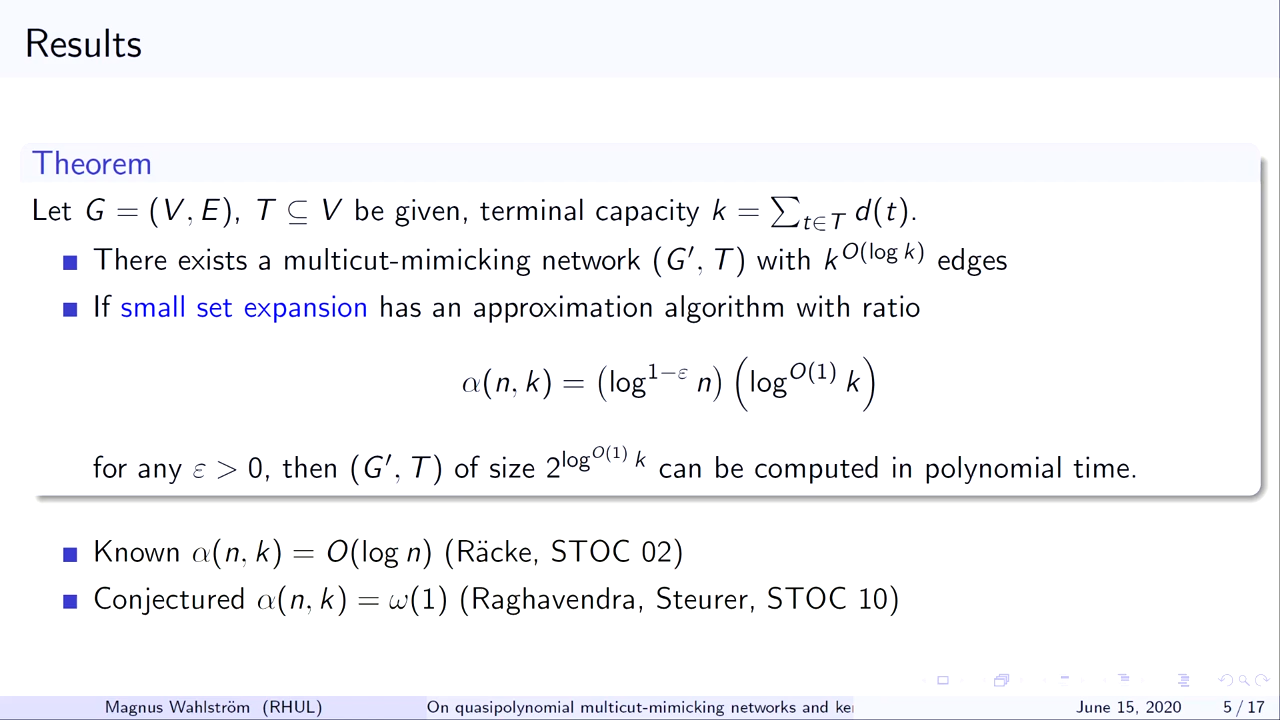 Results
Theorem
Let G = (V, E), T ⊆ V be given, terminal capacity k = ∑_{t∈T} d(t).
■ There exists a multicut-mimicking network (G′, T) with k^{O(log k)} edges
■ If small set expansion has an approximation algorithm with ratio
α(n, k) = (log^{1−ε} n) (log^{O(1)} k)
for any ε > 0, then (G′, T) of size 2^{log^{O(1)} k} can be computed in polynomial time.
■ Known α(n, k) = O(log n) (Räcke, STOC 02)
■ Conjectured α(n, k) = ω(1) (Raghavendra, Steurer, STOC 10)
Magnus Wahlström (RHUL) On quasipolynomial multicut-mimicking networks and ke June 15, 2020 5 / 17